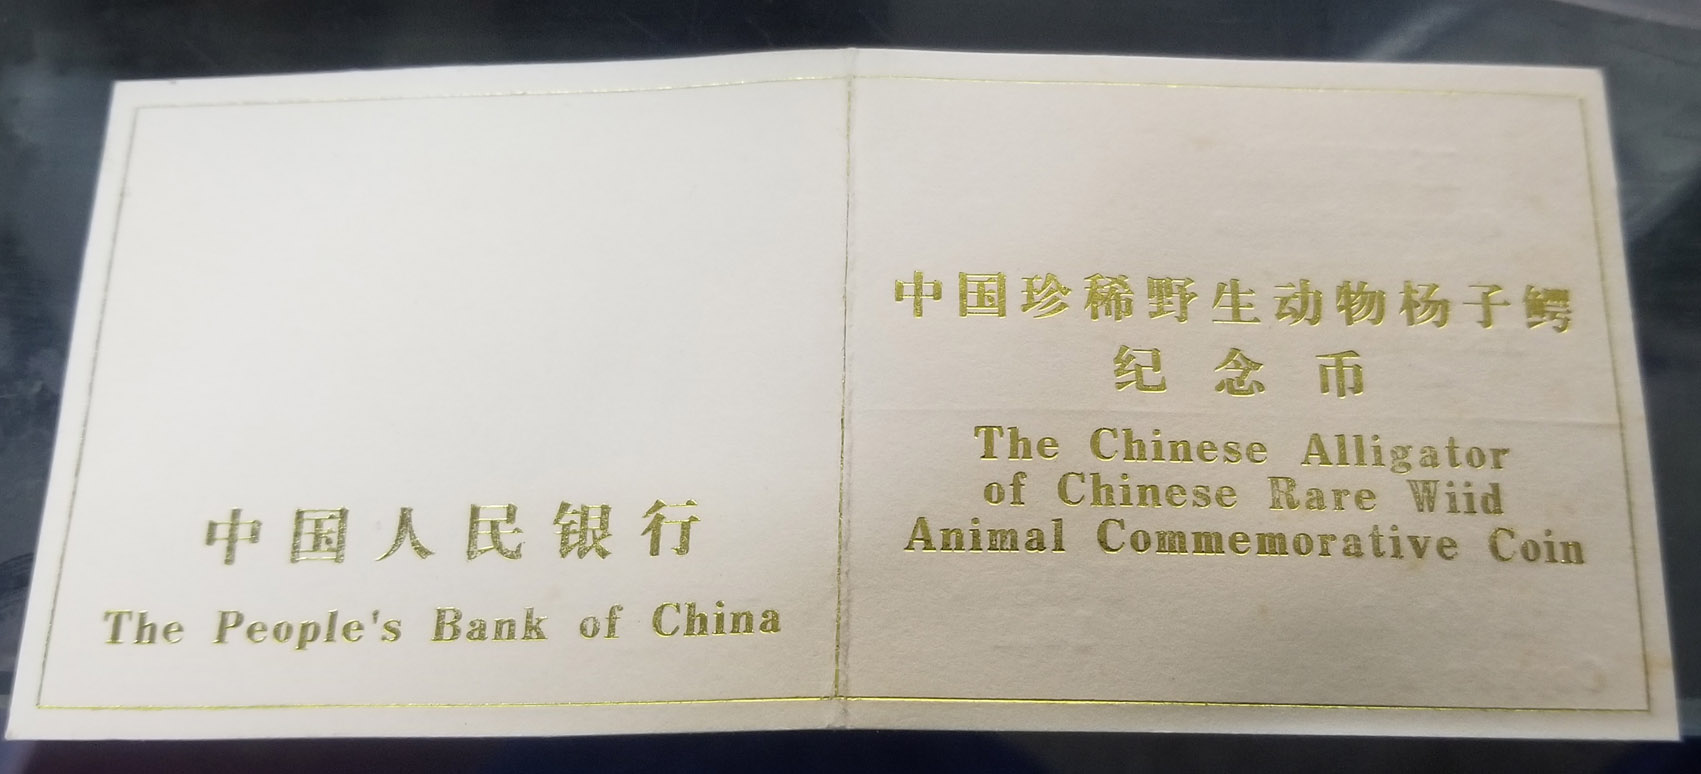 中国人民银行
The People's Bank of China
中国珍稀野生动物杨子鳄
纪念币
The Chinese Alligator
of Chinese Rare Wiid
Animal Commemorative Coin